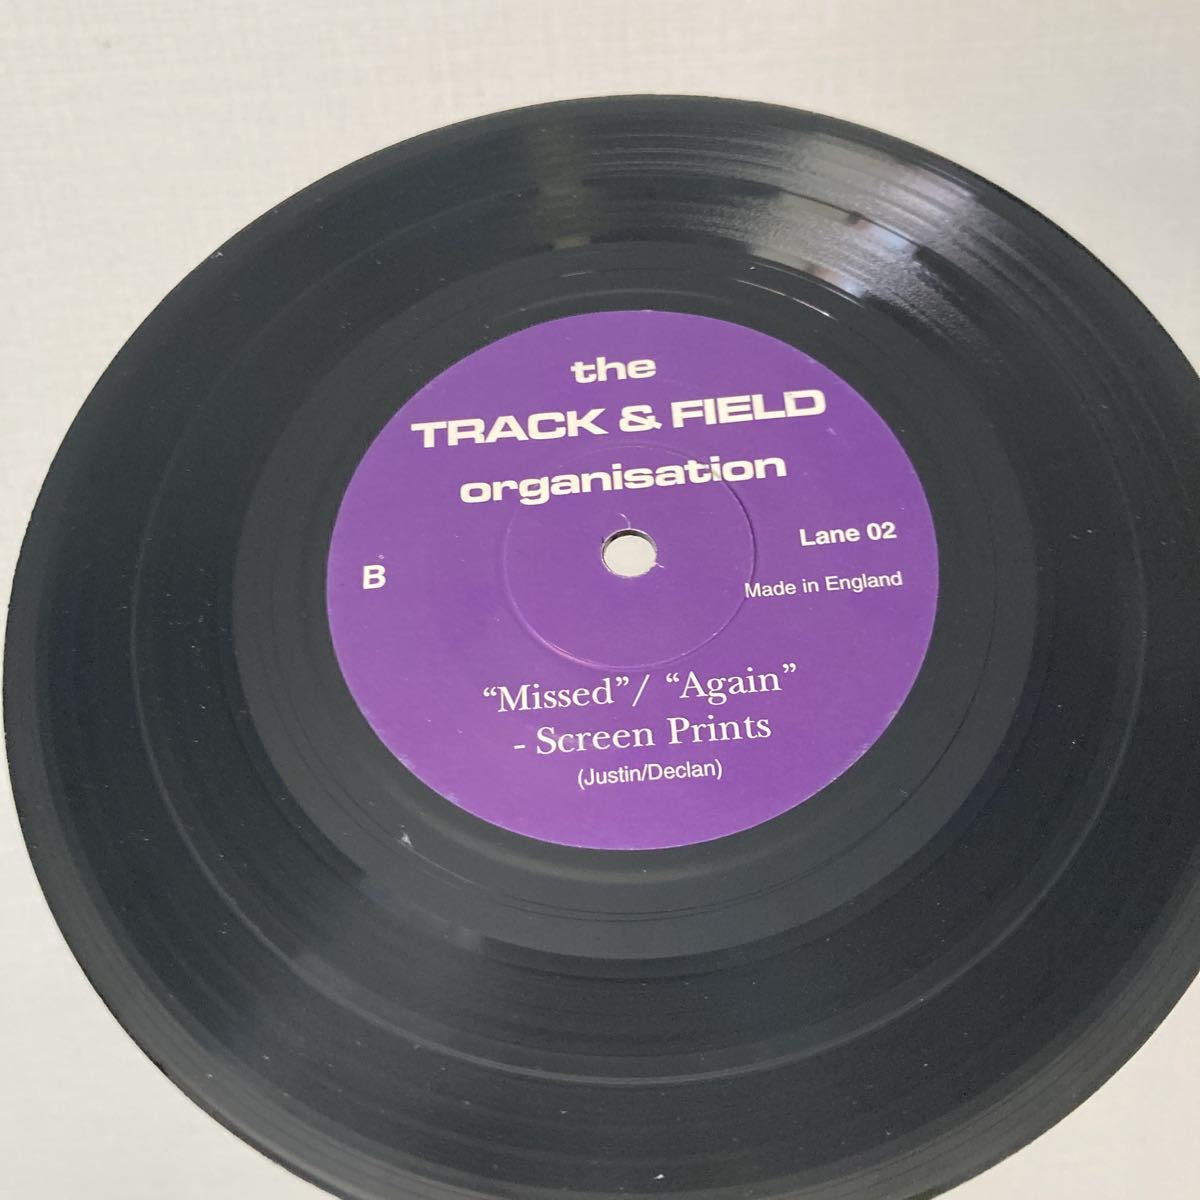 the
TRACK & FIELD
organisation
Lane 02
B
Made in England
“Missed”/ “Again”
- Screen Prints
(Justin/Declan)